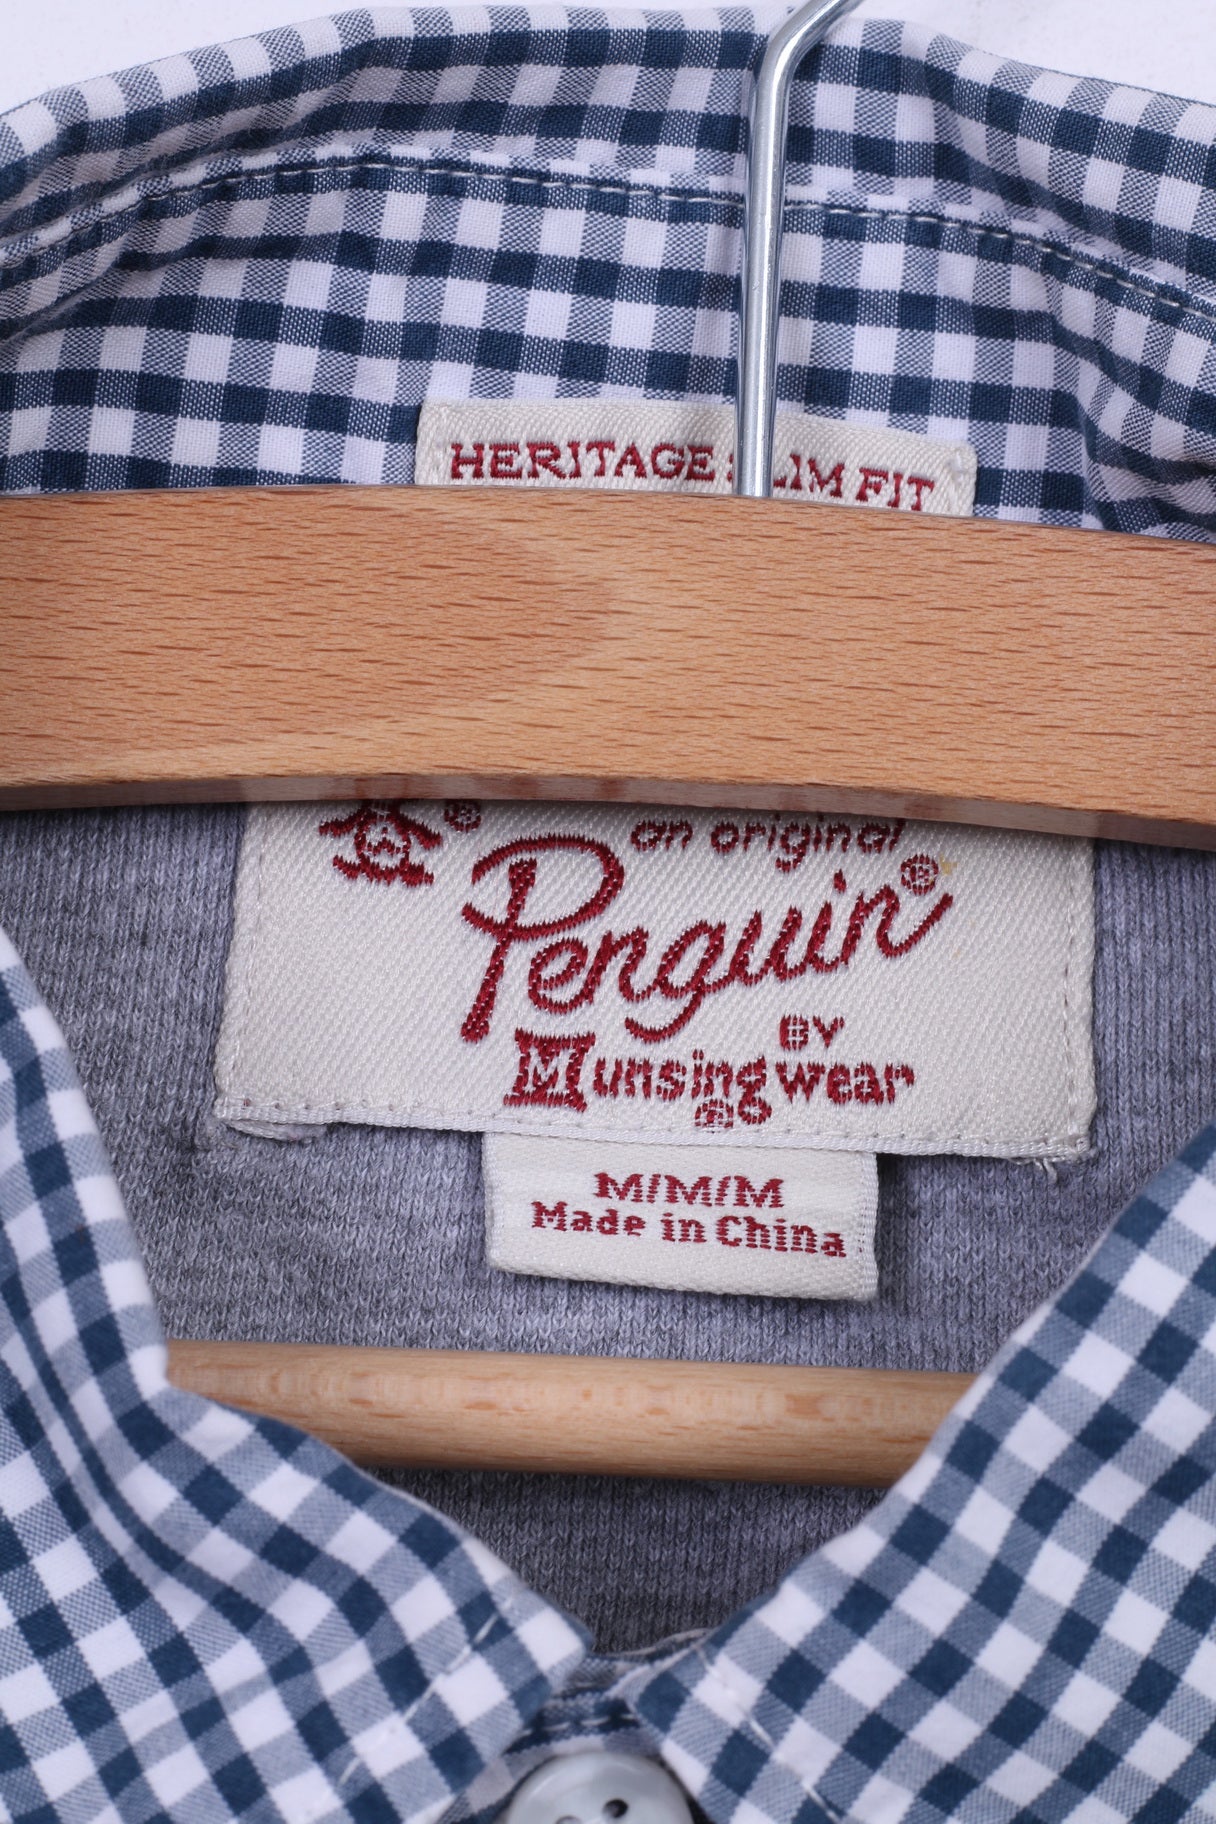 HERITAGE SLIM FIT
®
an original
Penguin®
BY
Munsingwear
®
M/M/M
Made in China